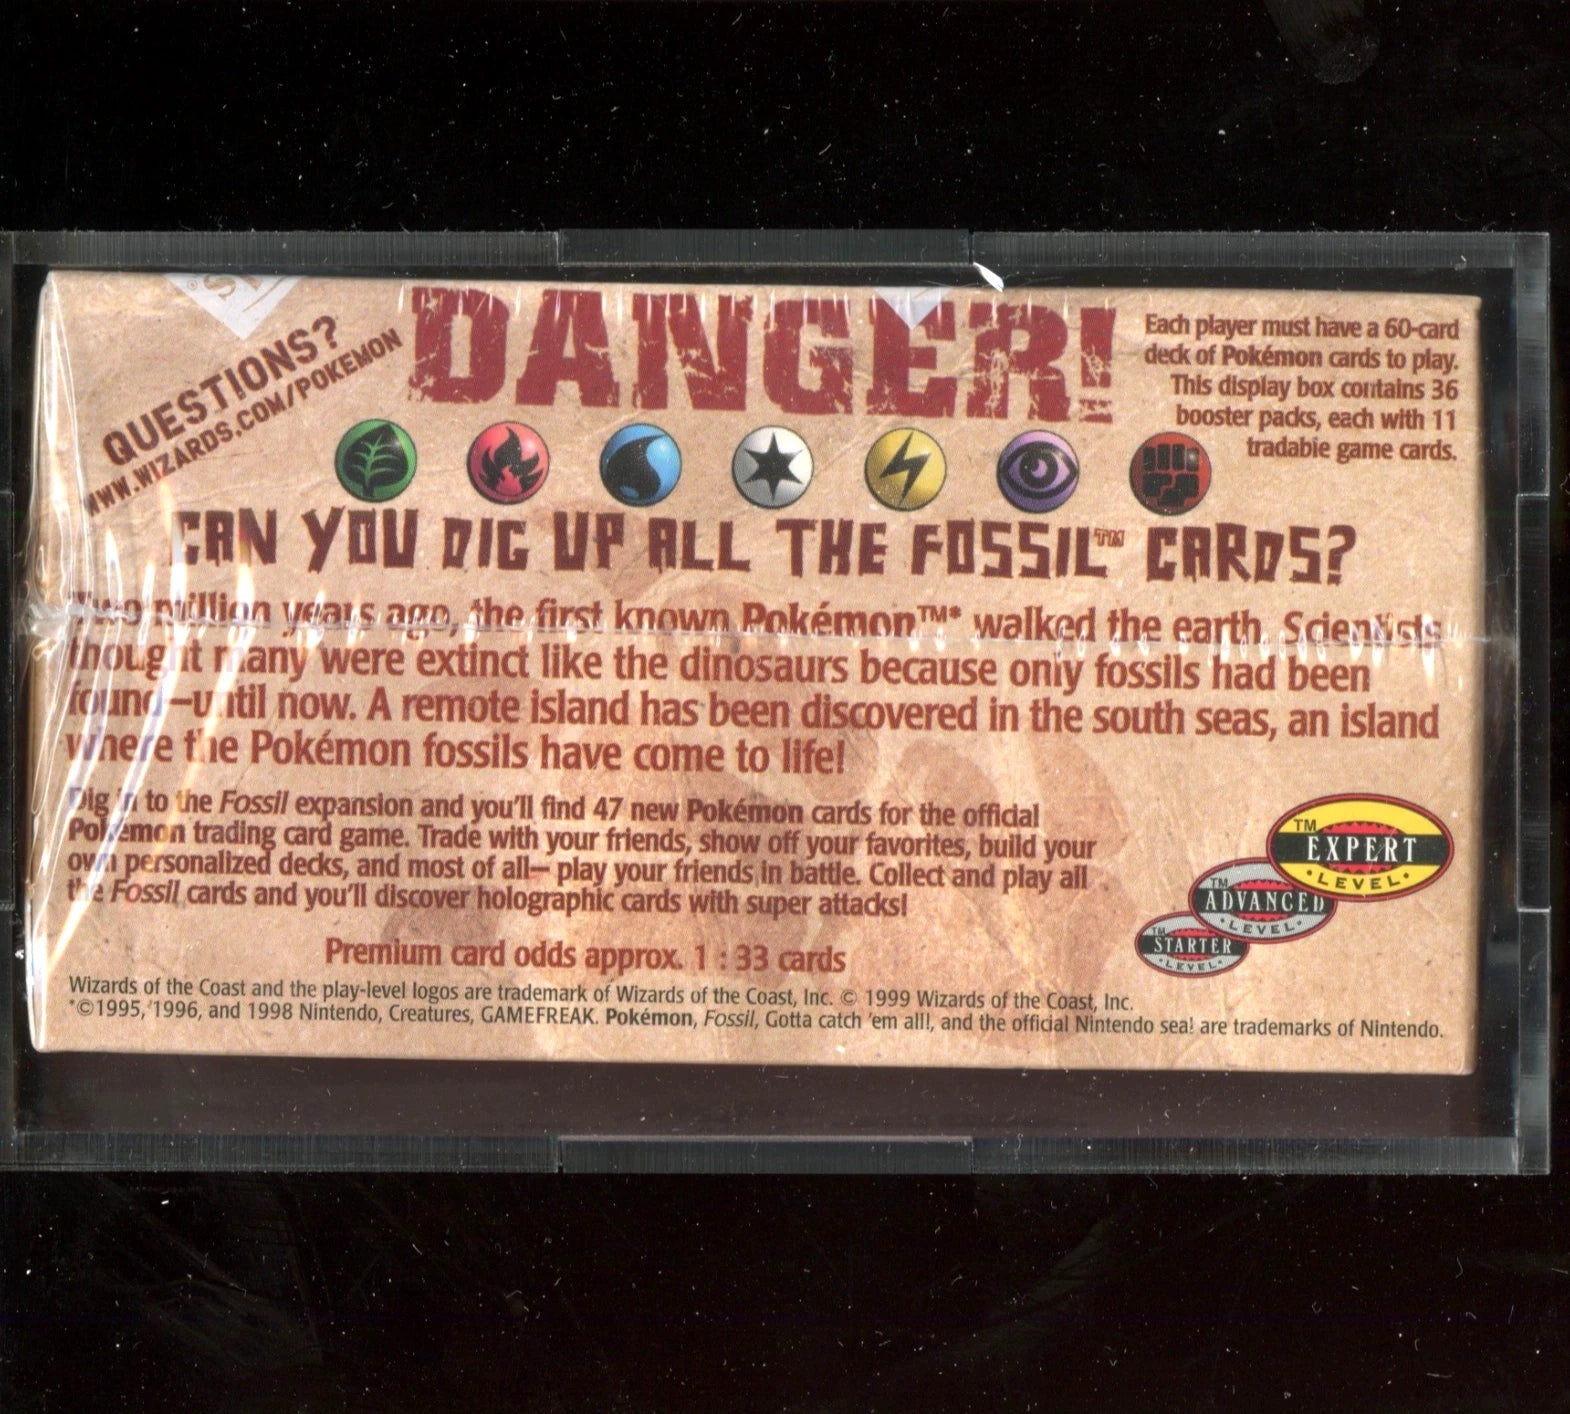 QUESTIONS?
WWW.WIZARDS.COM/POKEMON
DANGER!
Each player must have a 60-card
deck of Pokémon cards to play.
This display box contains 36
booster packs, each with 11
tradable game cards.
CAN YOU DIG UP ALL THE FOSSIL™ CARDS?
Two million years ago, the first known Pokémon™* walked the earth. Scientists
thought many were extinct like the dinosaurs because only fossils had been
found—until now. A remote island has been discovered in the south seas, an island
where the Pokémon fossils have come to life!
Dig in to the Fossil expansion and you'll find 47 new Pokémon cards for the official
Pokémon trading card game. Trade with your friends, show off your favorites, build your
own personalized decks, and most of all— play your friends in battle. Collect and play all
the Fossil cards and you'll discover holographic cards with super attacks!
Premium card odds approx. 1 : 33 cards
TM
EXPERT
·LEVEL·
TM
ADVANCED
·LEVEL·
TM
STARTER
·LEVEL·
Wizards of the Coast and the play-level logos are trademark of Wizards of the Coast, Inc. © 1999 Wizards of the Coast, Inc.
*©1995, 1996, and 1998 Nintendo, Creatures, GAMEFREAK. Pokémon, Fossil, Gotta catch 'em all!, and the official Nintendo seal are trademarks of Nintendo.